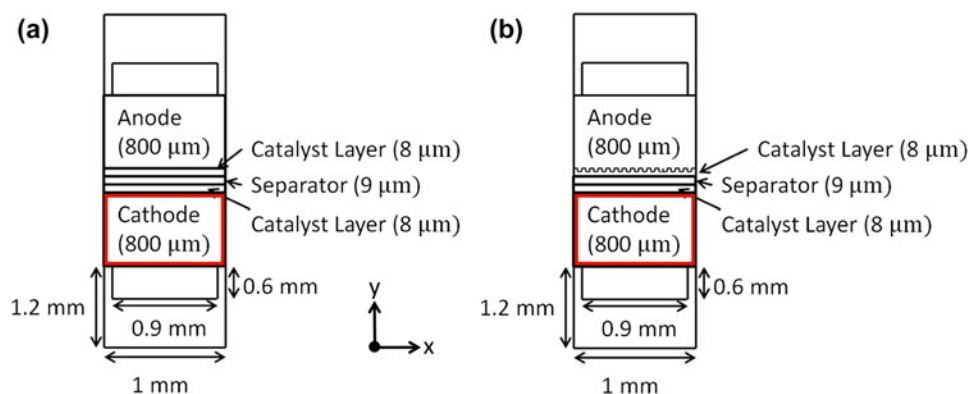 (a)
Anode
(800 μm)
Catalyst Layer (8 μm)
Separator (9 μm)
Cathode
(800 μm)
Catalyst Layer (8 μm)
1.2 mm
0.6 mm
0.9 mm
1 mm
y
x
(b)
Anode
(800 μm)
Catalyst Layer (8 μm)
Separator (9 μm)
Cathode
(800 μm)
Catalyst Layer (8 μm)
1.2 mm
0.6 mm
0.9 mm
1 mm